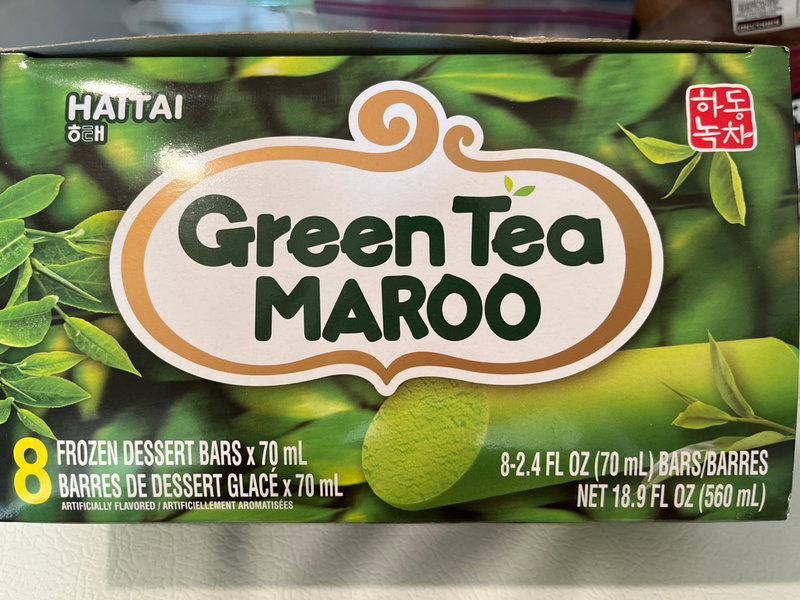 HAITAI
해태
하동
녹차
Green Tea
MAROO
8 FROZEN DESSERT BARS x 70 mL
BARRES DE DESSERT GLACÉ x 70 mL
ARTIFICIALLY FLAVORED / ARTIFICIELLEMENT AROMATISÉES
8-2.4 FL OZ (70 mL) BARS/BARRES
NET 18.9 FL OZ (560 mL)